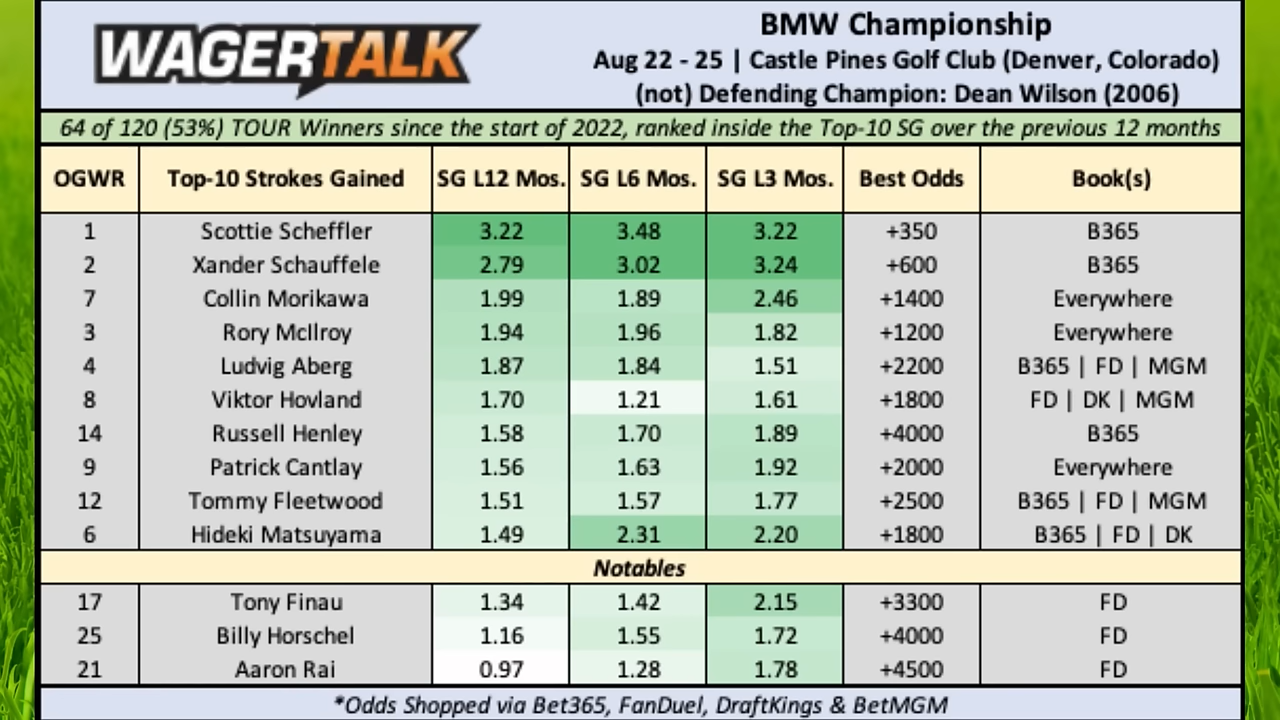 WAGERTALK
BMW Championship
Aug 22 - 25 | Castle Pines Golf Club (Denver, Colorado)
(not) Defending Champion: Dean Wilson (2006)
64 of 120 (53%) TOUR Winners since the start of 2022, ranked inside the Top-10 SG over the previous 12 months
OGWR Top-10 Strokes Gained SG L12 Mos. SG L6 Mos. SG L3 Mos. Best Odds Book(s)
1 Scottie Scheffler 3.22 3.48 3.22 +350 B365
2 Xander Schauffele 2.79 3.02 3.24 +600 B365
7 Collin Morikawa 1.99 1.89 2.46 +1400 Everywhere
3 Rory McIlroy 1.94 1.96 1.82 +1200 Everywhere
4 Ludvig Aberg 1.87 1.84 1.51 +2200 B365 | FD | MGM
8 Viktor Hovland 1.70 1.21 1.61 +1800 FD | DK | MGM
14 Russell Henley 1.58 1.70 1.89 +4000 B365
9 Patrick Cantlay 1.56 1.63 1.92 +2000 Everywhere
12 Tommy Fleetwood 1.51 1.57 1.77 +2500 B365 | FD | MGM
6 Hideki Matsuyama 1.49 2.31 2.20 +1800 B365 | FD | DK
Notables
17 Tony Finau 1.34 1.42 2.15 +3300 FD
25 Billy Horschel 1.16 1.55 1.72 +4000 FD
21 Aaron Rai 0.97 1.28 1.78 +4500 FD
*Odds Shopped via Bet365, FanDuel, DraftKings & BetMGM